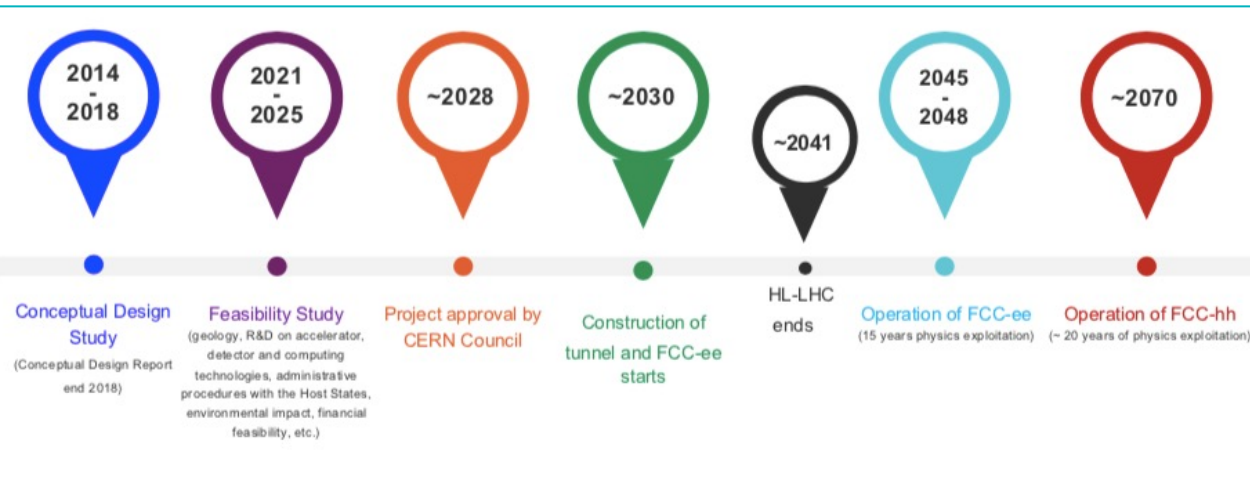 2014
-
2018
2021
-
2025
~2028
~2030
~2041
2045
-
2048
~2070
Conceptual Design
Study
(Conceptual Design Report
end 2018)
Feasibility Study
(geology, R&D on accelerator,
detector and computing
technologies, administrative
procedures with the Host States,
environmental impact, financial
feasibility, etc.)
Project approval by
CERN Council
Construction of
tunnel and FCC-ee
starts
HL-LHC
ends
Operation of FCC-ee
(15 years physics exploitation)
Operation of FCC-hh
(~ 20 years of physics exploitation)